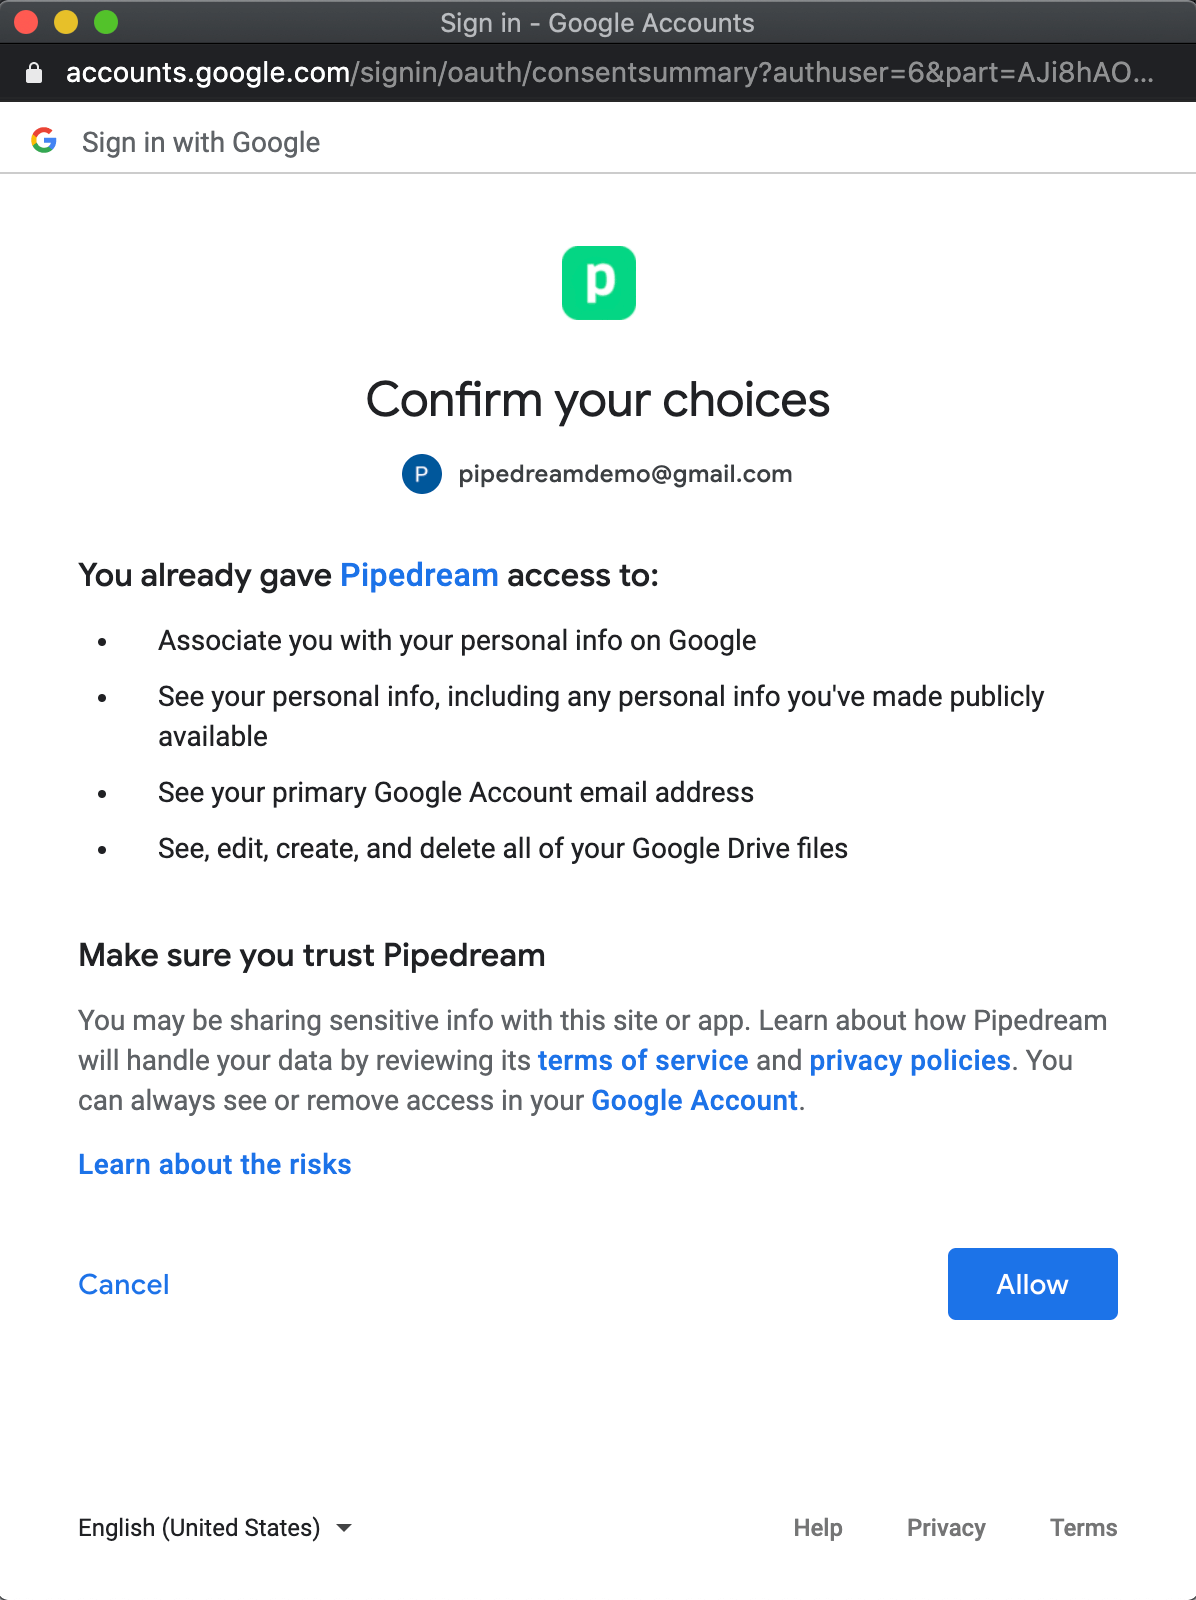 Sign in - Google Accounts
accounts.google.com/signin/oauth/consentsummary?authuser=6&part=AJi8hAO...
Sign in with Google
p
Confirm your choices
P pipedreamdemo@gmail.com
You already gave Pipedream access to:
• Associate you with your personal info on Google
• See your personal info, including any personal info you've made publicly
available
• See your primary Google Account email address
• See, edit, create, and delete all of your Google Drive files
Make sure you trust Pipedream
You may be sharing sensitive info with this site or app. Learn about how Pipedream
will handle your data by reviewing its terms of service and privacy policies. You
can always see or remove access in your Google Account.
Learn about the risks
Cancel Allow
English (United States) Help Privacy Terms